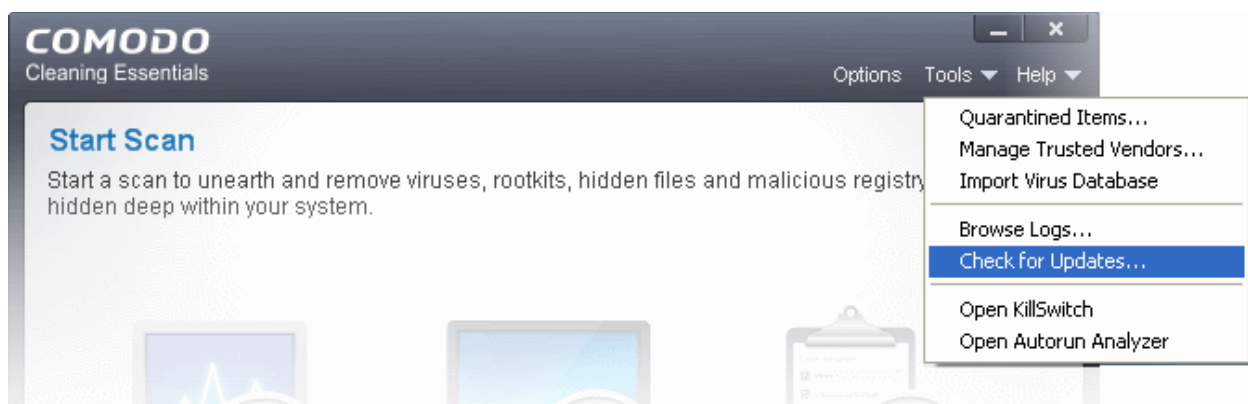 COMODO
Cleaning Essentials
Options Tools Help
Start Scan
Start a scan to unearth and remove viruses, rootkits, hidden files and malicious registry
hidden deep within your system.
Quarantined Items...
Manage Trusted Vendors...
Import Virus Database
Browse Logs...
Check for Updates...
Open KillSwitch
Open Autorun Analyzer